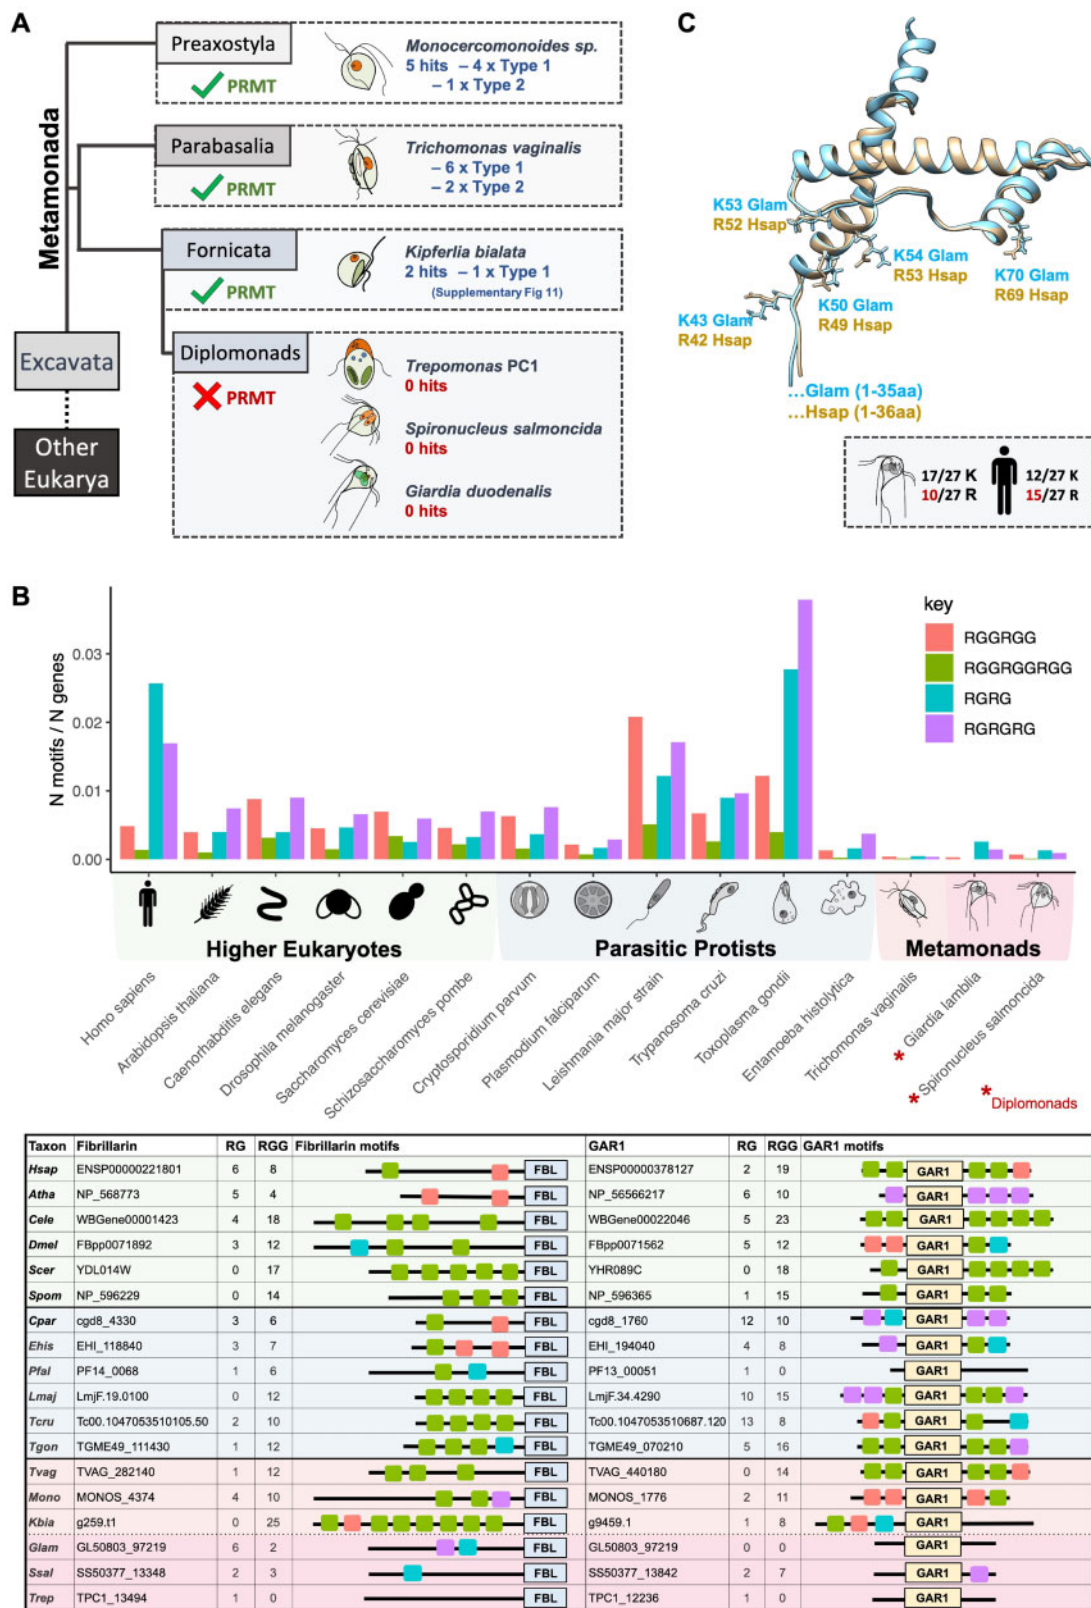 A
Metamonada
Preaxostyla
PRMT
Monocercomonoides sp.
5 hits – 4 x Type 1
– 1 x Type 2
Parabasalia
PRMT
Trichomonas vaginalis
– 6 x Type 1
– 2 x Type 2
Fornicata
PRMT
Kipferlia bialata
2 hits – 1 x Type 1
(Supplementary Fig 11)
Excavata
Other
Eukarya
Diplomonads
PRMT
Trepomonas PC1
0 hits
Spironucleus salmoncida
0 hits
Giardia duodenalis
0 hits
C
K53 Glam
R52 Hsap
K54 Glam
R53 Hsap
K70 Glam
R69 Hsap
K50 Glam
R49 Hsap
K43 Glam
R42 Hsap
...Glam (1-35aa)
...Hsap (1-36aa)
17/27 K
10/27 R
12/27 K
15/27 R
B
N motifs / N genes
0.03
0.02
0.01
0.00
key
RGGRGG
RGGRGGRGG
RGRG
RGRGRG
Higher Eukaryotes
Parasitic Protists
Metamonads
Homo sapiens
Arabidopsis thaliana
Caenorhabditis elegans
Drosophila melanogaster
Saccharomyces cerevisiae
Schizosaccharomyces pombe
Cryptosporidium parvum
Plasmodium falciparum
Leishmania major strain
Trypanosoma cruzi
Toxoplasma gondii
Entamoeba histolytica
Trichomonas vaginalis
* Giardia lamblia
* Spironucleus salmoncida
* Diplomonads
Taxon Fibrillarin RG RGG Fibrillarin motifs GAR1 RG RGG GAR1 motifs
Hsap ENSP00000221801 6 8 FBL ENSP00000378127 2 19 GAR1
Atha NP_568773 5 4 FBL NP_56566217 6 10 GAR1
Cele WBGene00001423 4 18 FBL WBGene00022046 5 23 GAR1
Dmel FBpp0071892 3 12 FBL FBpp0071562 5 12 GAR1
Scer YDL014W 0 17 FBL YHR089C 0 18 GAR1
Spom NP_596229 0 14 FBL NP_596365 1 15 GAR1
Cpar cgd8_4330 3 6 FBL cgd8_1760 12 10 GAR1
Ehis EHI_118840 3 7 FBL EHI_194040 4 8 GAR1
Pfal PF14_0068 1 6 FBL PF13_00051 1 0 GAR1
Lmaj LmjF.19.0100 0 12 FBL LmjF.34.4290 10 15 GAR1
Tcru Tc00.1047053510105.50 2 10 FBL Tc00.1047053510687.120 13 8 GAR1
Tgon TGME49_111430 1 12 FBL TGME49_070210 5 16 GAR1
Tvag TVAG_282140 1 12 FBL TVAG_440180 0 14 GAR1
Mono MONOS_4374 4 10 FBL MONOS_1776 2 11 GAR1
Kbia g259.t1 0 25 FBL g9459.1 1 8 GAR1
Glam GL50803_97219 6 2 FBL GL50803_97219 0 0 GAR1
Ssal SS50377_13348 2 3 FBL SS50377_13842 2 7 GAR1
Trep TPC1_13494 1 0 FBL TPC1_12236 1 0 GAR1